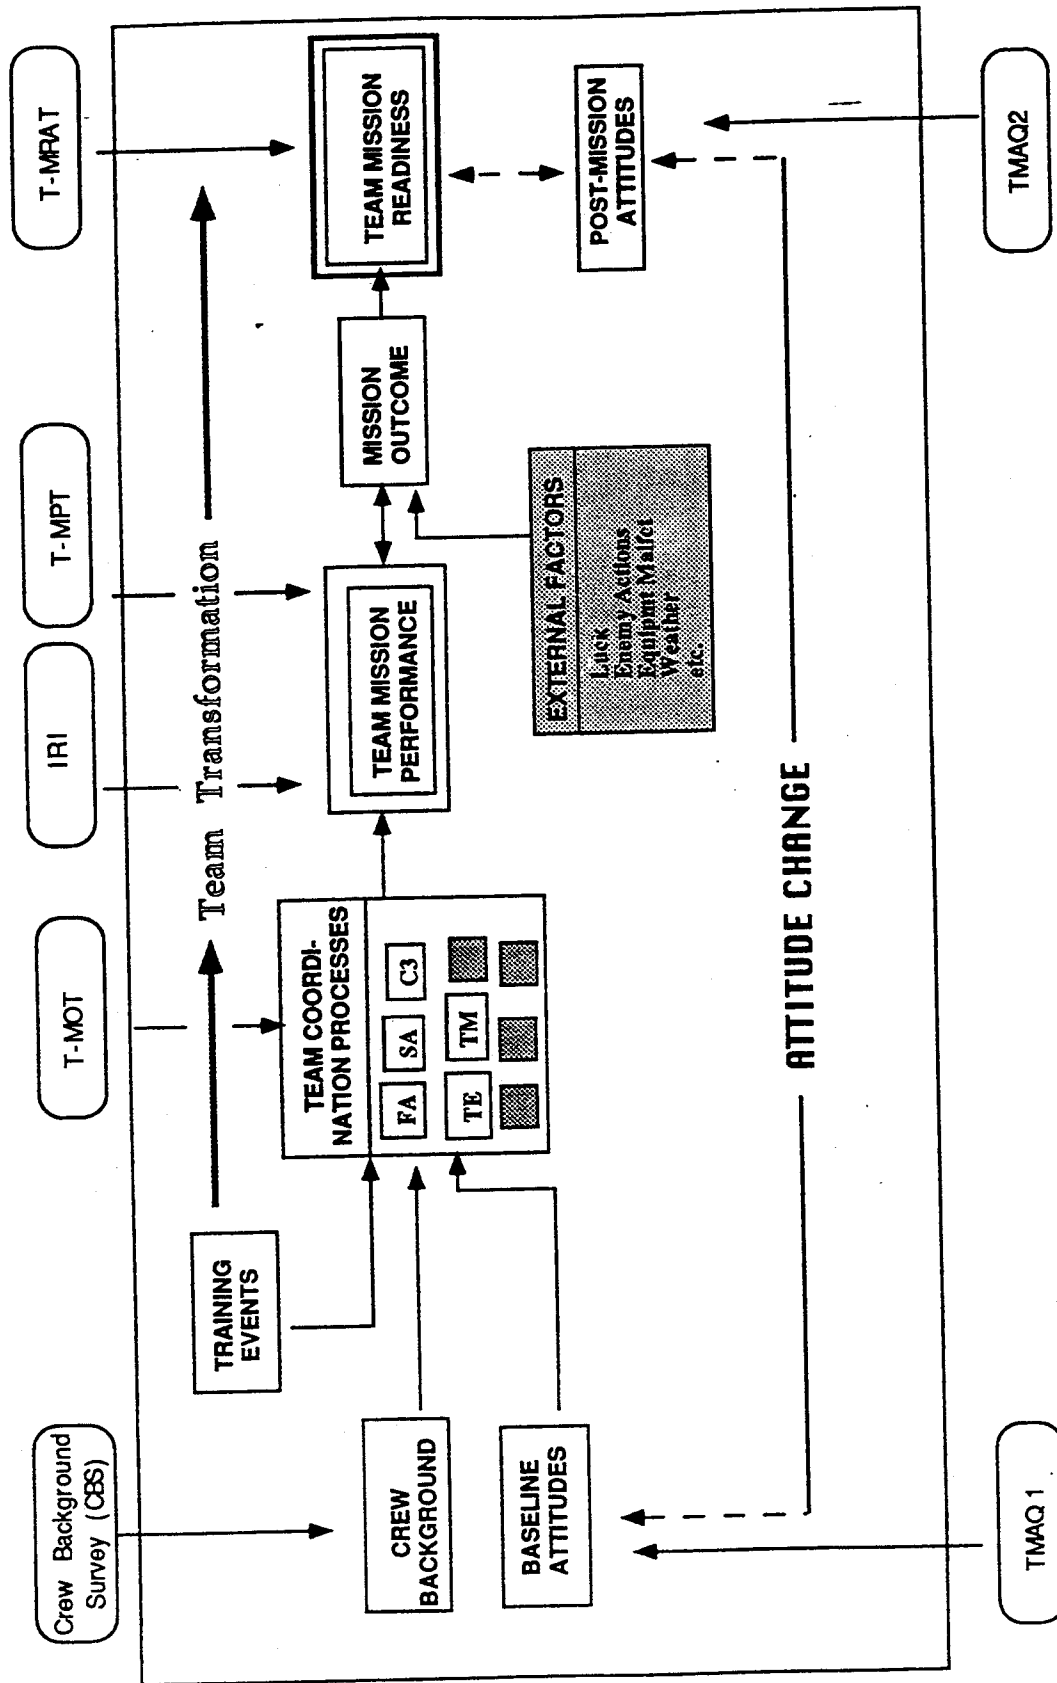 Crew Background
Survey (CBS)
T-MOT
IRI
T-MPT
T-MRAT
TRAINING
EVENTS
Team Transformation
CREW
BACKGROUND
BASELINE
ATTITUDES
TEAM COORDI-
NATION PROCESSES
FA
SA
C3
TE
TM
TEAM MISSION
PERFORMANCE
MISSION
OUTCOME
TEAM MISSION
READINESS
EXTERNAL FACTORS
Luck
Enemy Actions
Equipmt Malfct
Weather
etc.
POST-MISSION
ATTITUDES
ATTITUDE CHANGE
TMAQ 1
TMAQ2